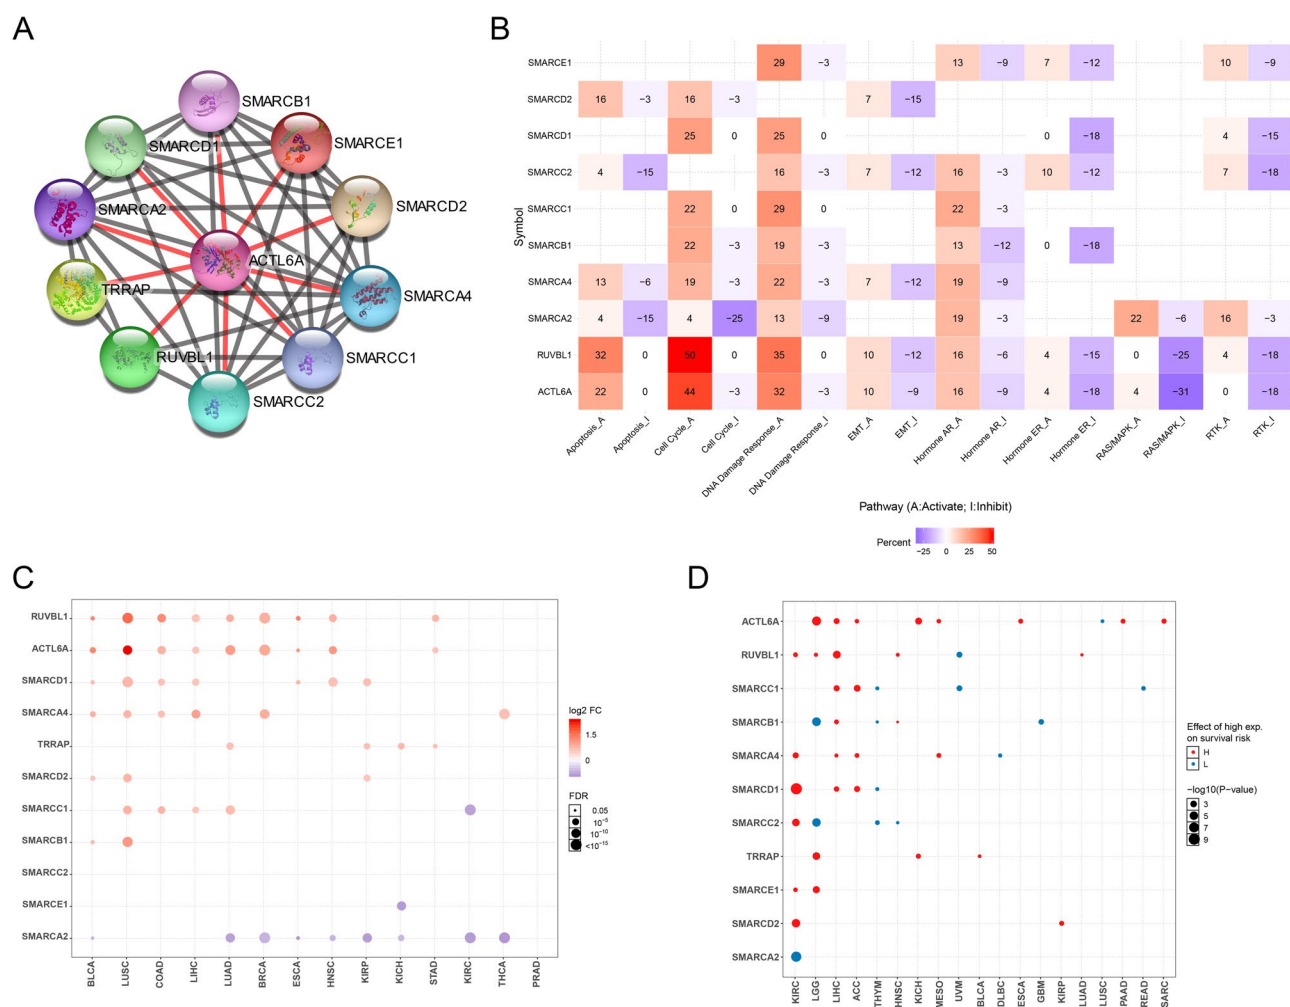 A
SMARCB1
SMARCD1
SMARCE1
SMARCA2
SMARCD2
ACTL6A
TRRAP
SMARCA4
RUVBL1
SMARCC1
SMARCC2
B
Symbol
SMARCE1 29 −3 13 −9 7 −12 10 −9
SMARCD2 16 −3 16 −3 7 −15
SMARCD1 25 0 25 0 0 −18 4 −15
SMARCC2 4 −15 16 −3 7 −12 16 −3 10 −12 7 −18
SMARCC1 22 0 29 0 22 −3
SMARCB1 22 −3 19 −3 13 −12 0 −18
SMARCA4 13 −6 19 −3 22 −3 7 −12 19 −9
SMARCA2 4 −15 4 −25 13 −9 19 −3 22 −6 16 −3
RUVBL1 32 0 50 0 35 0 10 −12 16 −6 4 −15 0 −25 4 −18
ACTL6A 22 0 44 −3 32 −3 10 −9 16 −9 4 −18 4 −31 0 −18
Apoptosis_A Apoptosis_I Cell Cycle_A Cell Cycle_I DNA Damage Response_A DNA Damage Response_I EMT_A EMT_I Hormone AR_A Hormone AR_I Hormone ER_A Hormone ER_I RAS/MAPK_A RAS/MAPK_I RTK_A RTK_I
Pathway (A:Activate; I:Inhibit)
Percent
−25 0 25 50
C
RUVBL1
ACTL6A
SMARCD1
SMARCA4
TRRAP
SMARCD2
SMARCC1
SMARCB1
SMARCC2
SMARCE1
SMARCA2
BLCA LUSC COAD LIHC LUAD BRCA ESCA HNSC KIRP KICH STAD KIRC THCA PRAD
log2 FC
1.5
0
FDR
0.05
10⁻⁵
10⁻¹⁰
<10⁻¹⁵
D
ACTL6A
RUVBL1
SMARCC1
SMARCB1
SMARCA4
SMARCD1
SMARCC2
TRRAP
SMARCE1
SMARCD2
SMARCA2
KIRC LGG LIHC ACC THYM HNSC KICH MESO UVM BLCA DLBC ESCA GBM KIRP LUAD LUSC PAAD READ SARC
Effect of high exp.
on survival risk
H
L
−log10(P−value)
3
5
7
9